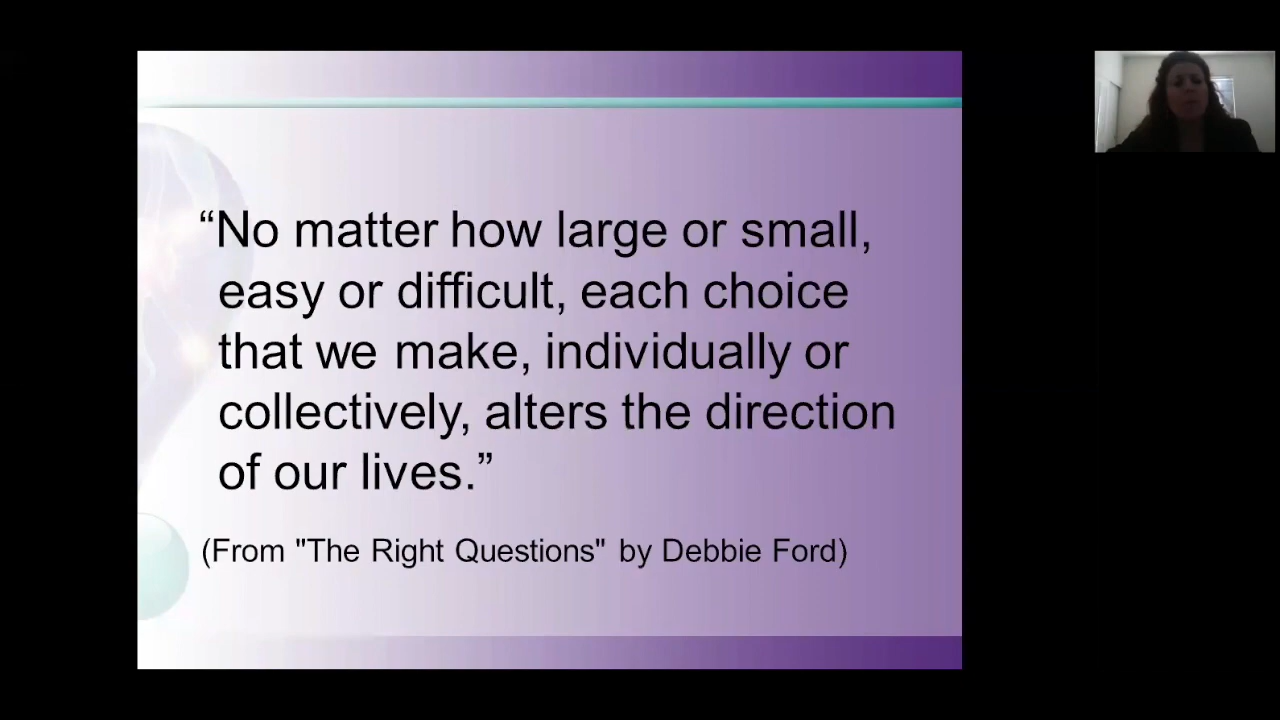 “No matter how large or small,
easy or difficult, each choice
that we make, individually or
collectively, alters the direction
of our lives.”
(From "The Right Questions" by Debbie Ford)